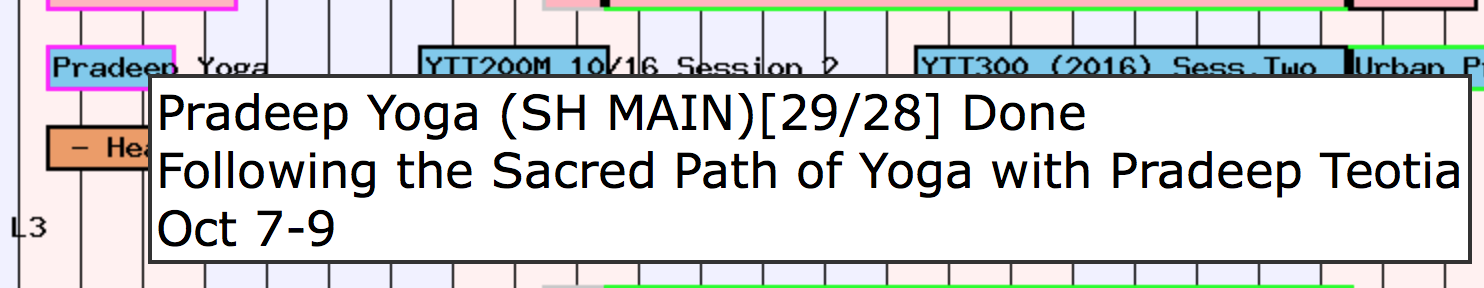 Pradeep Yoga
YTT200M 10/16 Session 2
YTT300 (2016) Sess.Two
Urban
Pradeep Yoga (SH MAIN)[29/28] Done
Following the Sacred Path of Yoga with Pradeep Teotia
Oct 7-9
L3